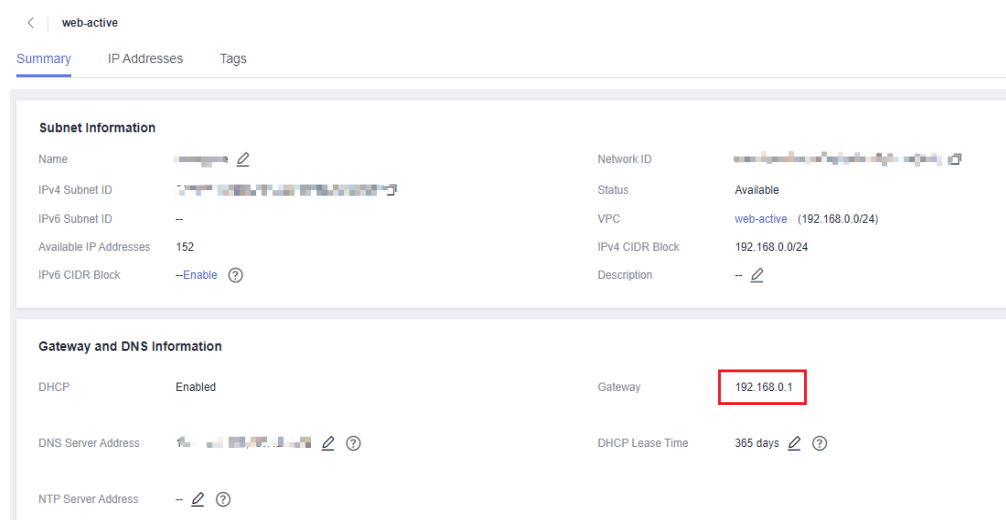 web-active
Summary IP Addresses Tags
Subnet Information
Name Network ID
IPv4 Subnet ID Status Available
IPv6 Subnet ID -- VPC web-active (192.168.0.0/24)
Available IP Addresses 152 IPv4 CIDR Block 192.168.0.0/24
IPv6 CIDR Block --Enable ? Description --
Gateway and DNS Information
DHCP Enabled Gateway 192.168.0.1
DNS Server Address ? DHCP Lease Time 365 days ?
NTP Server Address -- ?